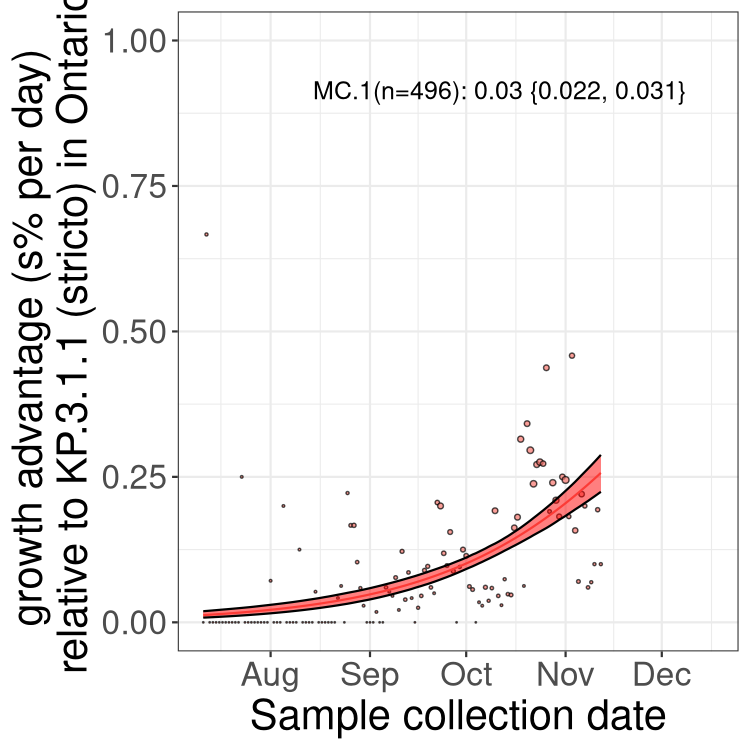 growth advantage (s% per day)
relative to KP.3.1.1 (stricto) in Ontario
1.00
0.75
0.50
0.25
0.00
MC.1(n=496): 0.03 {0.022, 0.031}
Aug Sep Oct Nov Dec
Sample collection date